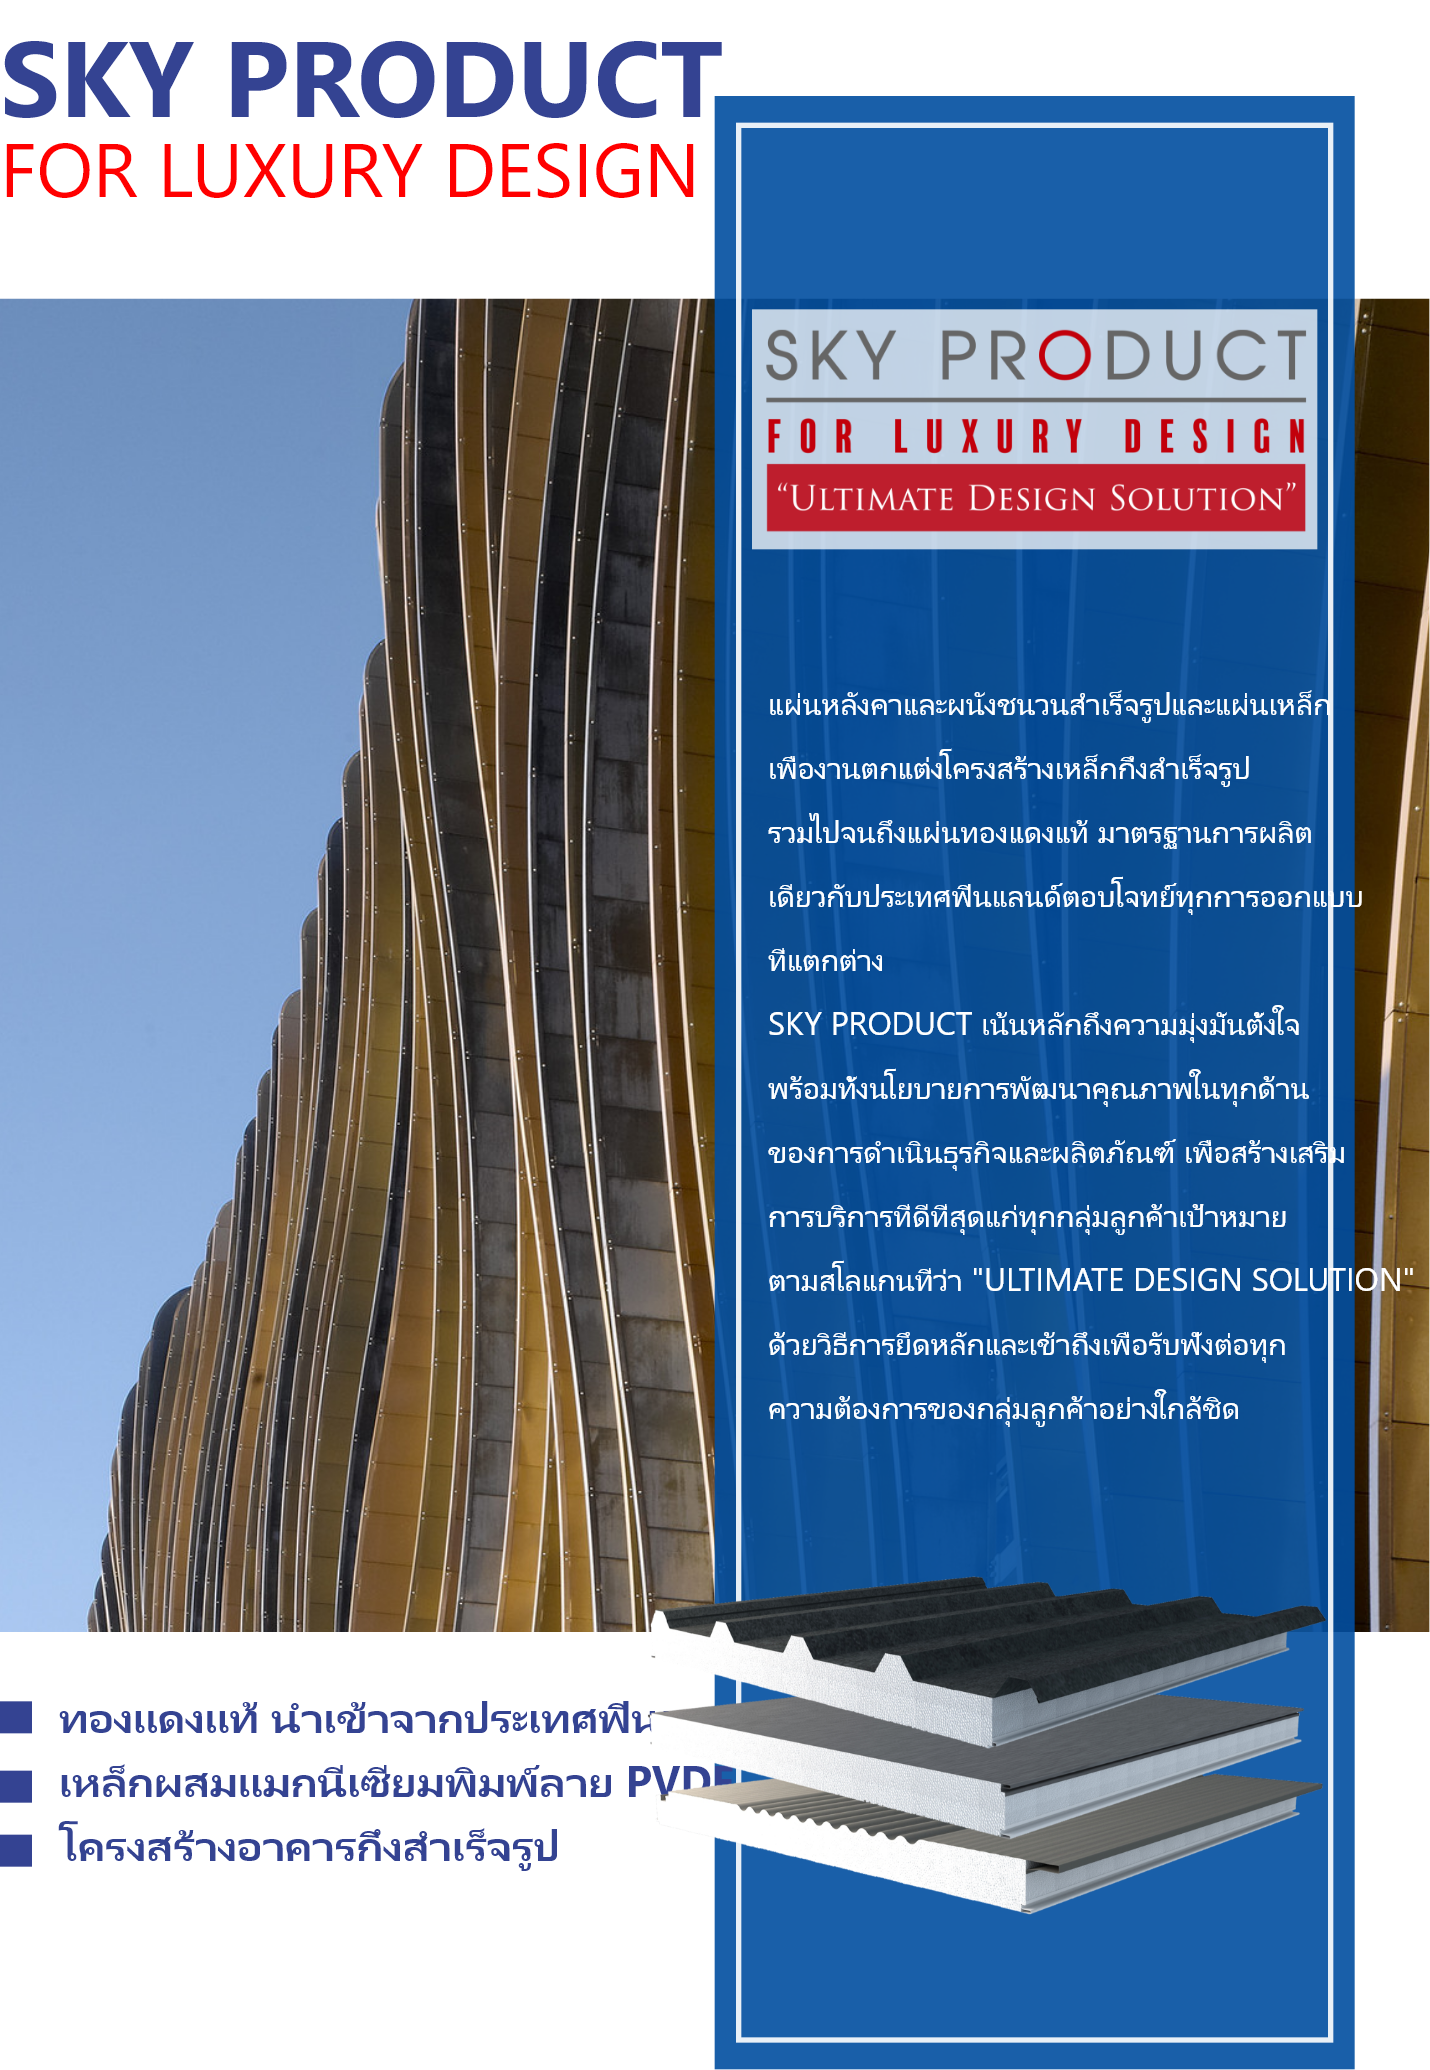 SKY PRODUCT
FOR LUXURY DESIGN
SKY PRODUCT
FOR LUXURY DESIGN
“ULTIMATE DESIGN SOLUTION”
แผ่นหลังคาและผนังชนวนสำเร็จรูปและแผ่นเหล็ก
เพื่องานตกแต่งโครงสร้างเหล็กกึ่งสำเร็จรูป
รวมไปจนถึงแผ่นทองแดงแท้ มาตรฐานการผลิต
เดียวกับประเทศฟินแลนด์ตอบโจทย์ทุกการออกแบบ
ที่แตกต่าง
SKY PRODUCT เน้นหลักถึงความมุ่งมั่นตั้งใจ
พร้อมทั้งนโยบายการพัฒนาคุณภาพในทุกด้าน
ของการดำเนินธุรกิจและผลิตภัณฑ์ เพื่อสร้างเสริม
การบริการที่ดีที่สุดแก่ทุกกลุ่มลูกค้าเป้าหมาย
ตามสโลแกนที่ว่า "ULTIMATE DESIGN SOLUTION"
ด้วยวิธีการยึดหลักและเข้าถึงเพื่อรับฟังต่อทุก
ความต้องการของกลุ่มลูกค้าอย่างใกล้ชิด
ทองแดงแท้ นำเข้าจากประเทศฟิน
เหล็กผสมแมกนีเซียมพิมพ์ลาย PVDF
โครงสร้างอาคารกึ่งสำเร็จรูป